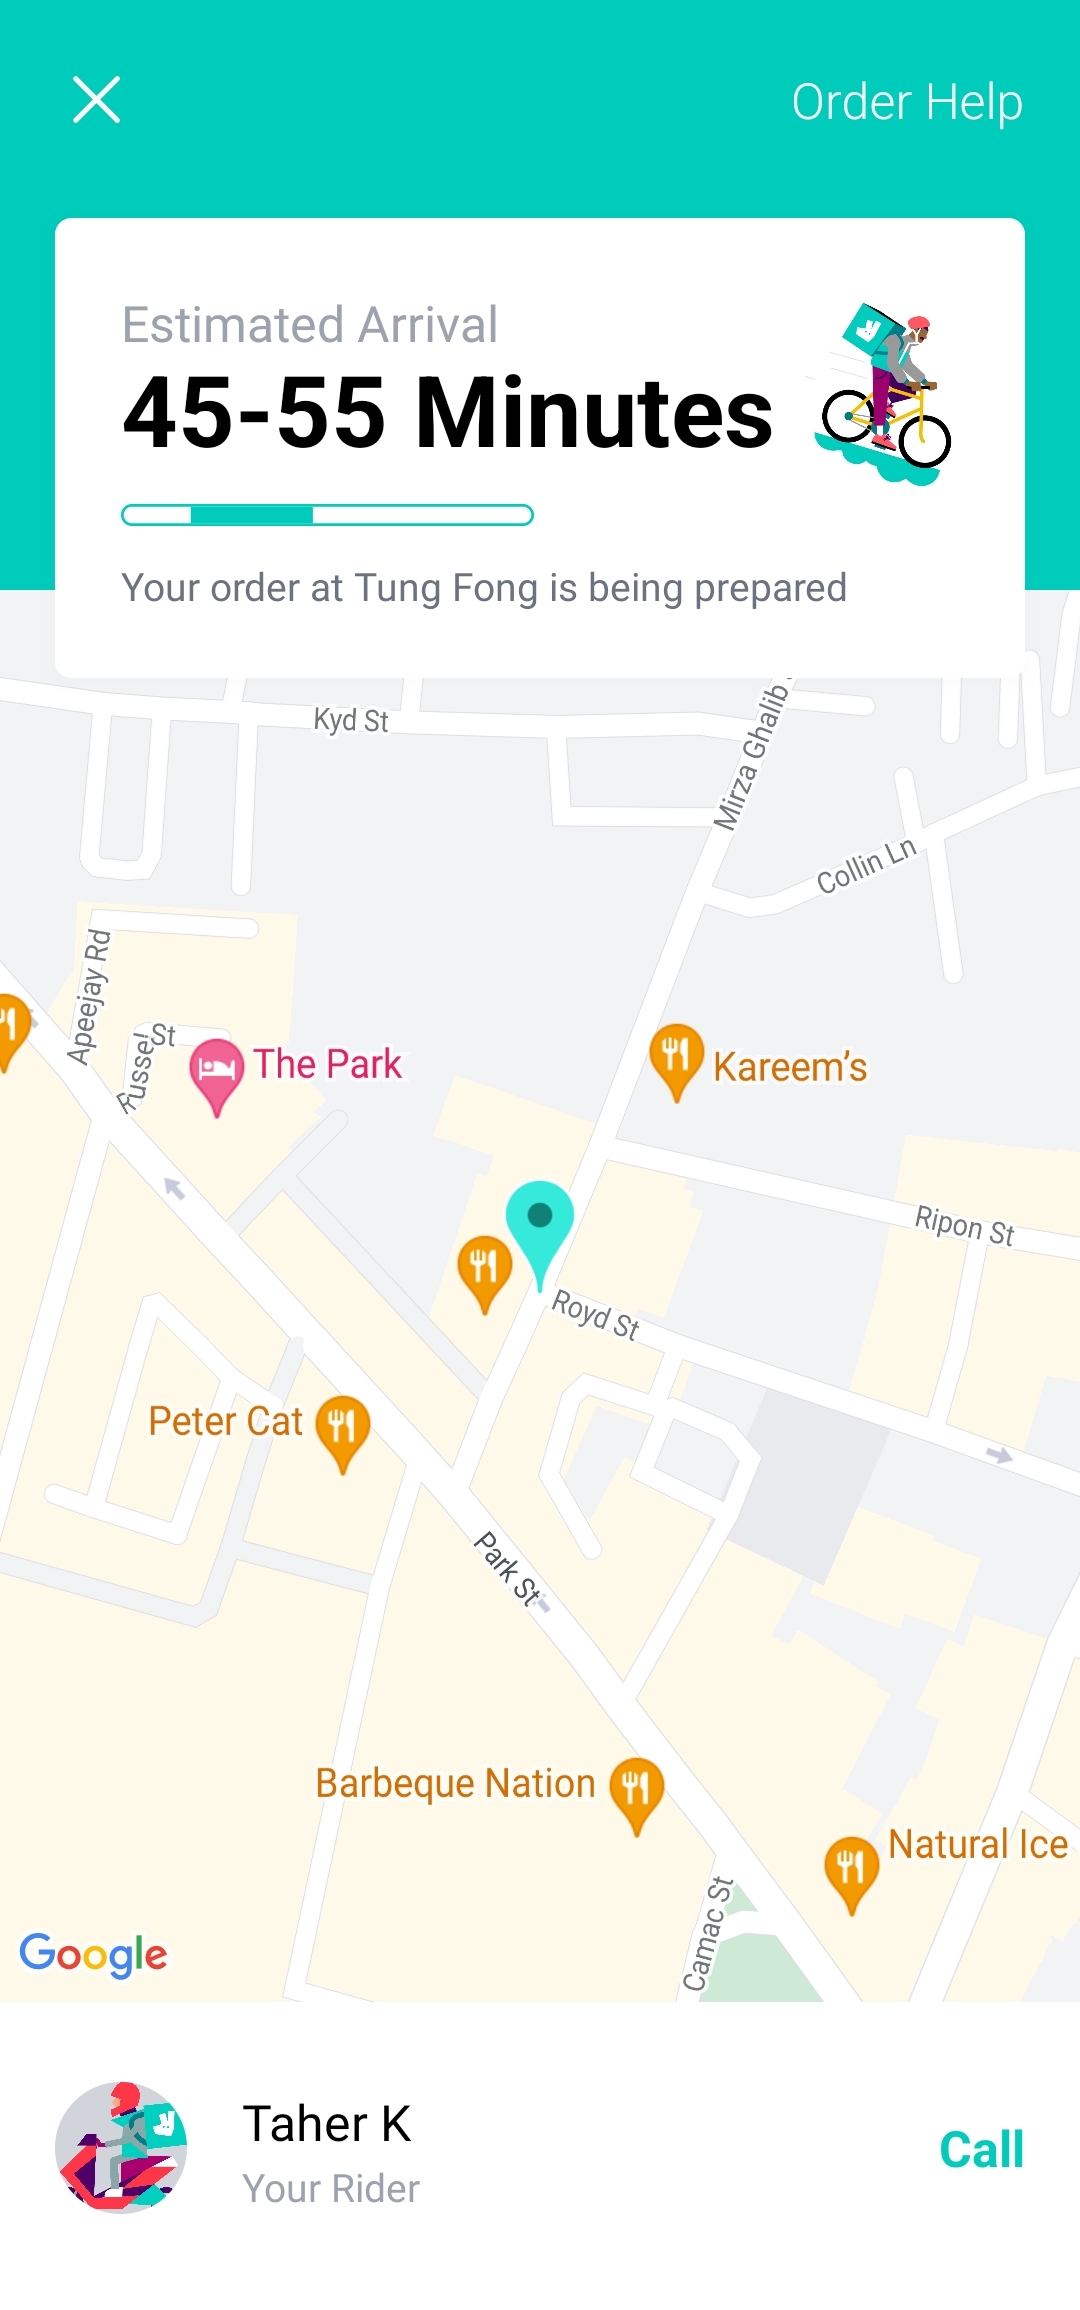 Order Help
Estimated Arrival
45-55 Minutes
Your order at Tung Fong is being prepared
Kyd St
Mirza Ghalib
Collin Ln
Apeejay Rd
Russel St
The Park
Kareem's
Ripon St
Royd St
Peter Cat
Park St
Barbeque Nation
Natural Ice
Camac St
Google
Taher K
Your Rider
Call